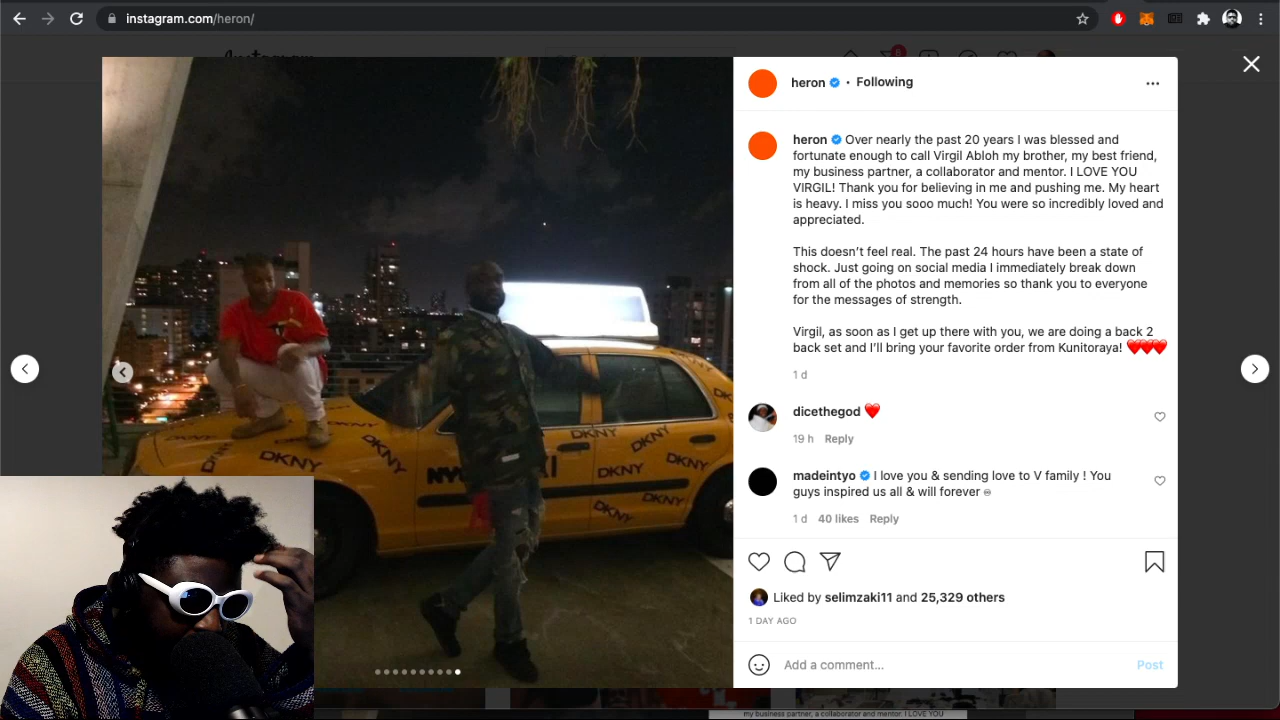 instagram.com/heron/
8
heron • Following
heron Over nearly the past 20 years I was blessed and
fortunate enough to call Virgil Abloh my brother, my best friend,
my business partner, a collaborator and mentor. I LOVE YOU
VIRGIL! Thank you for believing in me and pushing me. My heart
is heavy. I miss you sooo much! You were so incredibly loved and
appreciated.
This doesn't feel real. The past 24 hours have been a state of
shock. Just going on social media I immediately break down
from all of the photos and memories so thank you to everyone
for the messages of strength.
Virgil, as soon as I get up there with you, we are doing a back 2
back set and I'll bring your favorite order from Kunitoraya! ❤️❤️❤️
1 d
dicethegod ❤️
19 h Reply
madeintyo I love you & sending love to V family ! You
guys inspired us all & will forever ♾
1 d 40 likes Reply
Liked by selimzaki11 and 25,329 others
1 DAY AGO
Add a comment... Post
DKNY
DKNY
DKNY
DKNY
DKNY
DKNY
DKNY
DKNY
DKNY
my business partner, a collaborator and mentor. I LOVE YOU